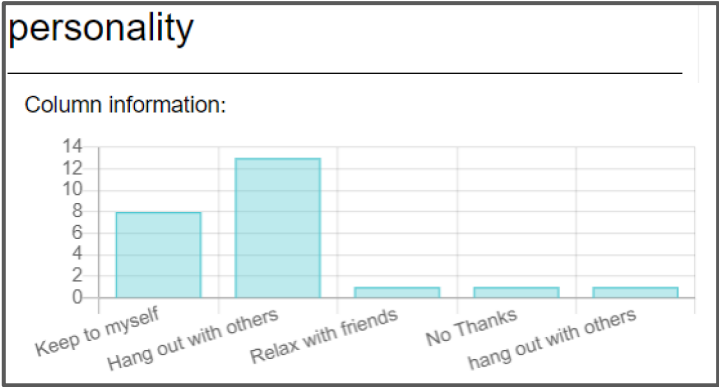 personality
Column information:
14
12
10
8
6
4
2
0
Keep to myself
Hang out with others
Relax with friends
No Thanks
hang out with others